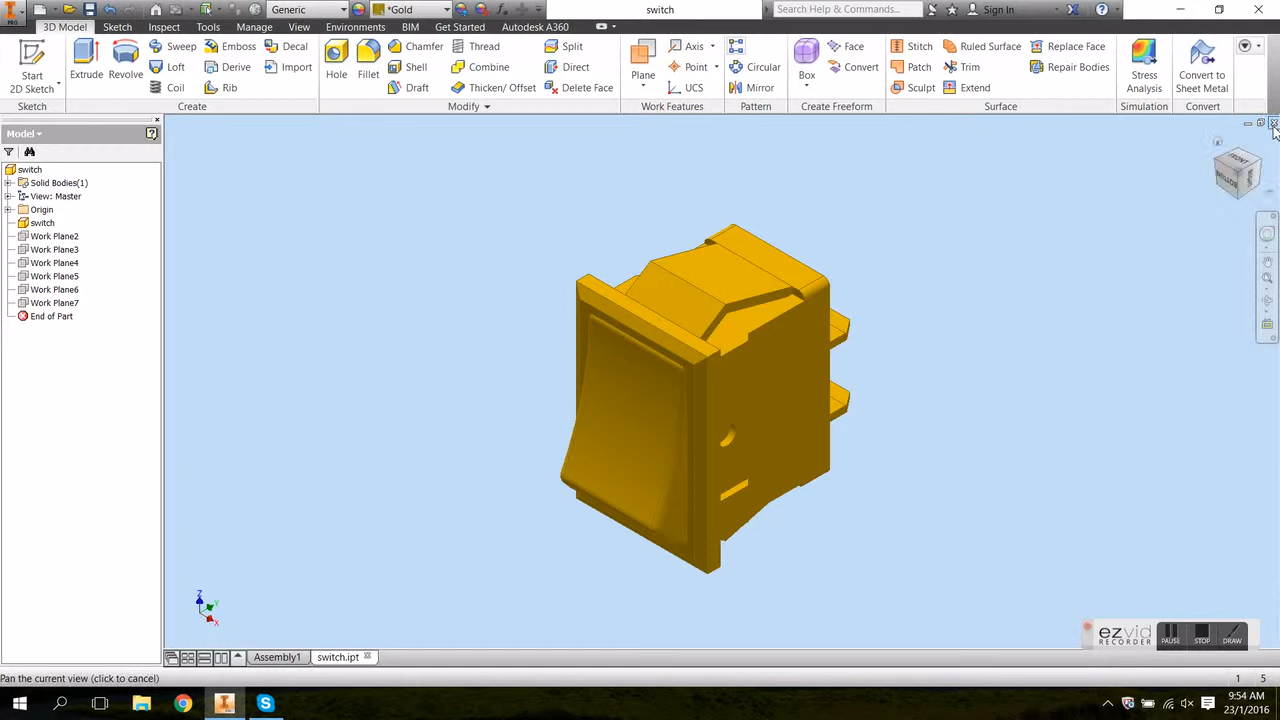 Generic *Gold switch Search Help & Commands... Sign In
PRO 3D Model Sketch Inspect Tools Manage View Environments BIM Get Started Autodesk A360
Start 2D Sketch Extrude Revolve Sweep Emboss Decal Hole Fillet Chamfer Thread Split Plane Axis Box Face Stitch Ruled Surface Replace Face Stress Analysis Convert to Sheet Metal
Loft Derive Import Shell Combine Direct Point Circular Convert Patch Trim Repair Bodies
Coil Rib Draft Thicken/ Offset Delete Face UCS Mirror Sculpt Extend
Sketch Create Modify Work Features Pattern Create Freeform Surface Simulation Convert
Model
switch
Solid Bodies(1)
View: Master
Origin
switch
Work Plane2
Work Plane3
Work Plane4
Work Plane5
Work Plane6
Work Plane7
End of Part
FRONT
RIGHT
BOTTOM
Z
Y
X
ezvid
RECORDER
PAUSE STOP DRAW
Assembly1 switch.ipt
Pan the current view (click to cancel) 1 5
9:54 AM
23/1/2016